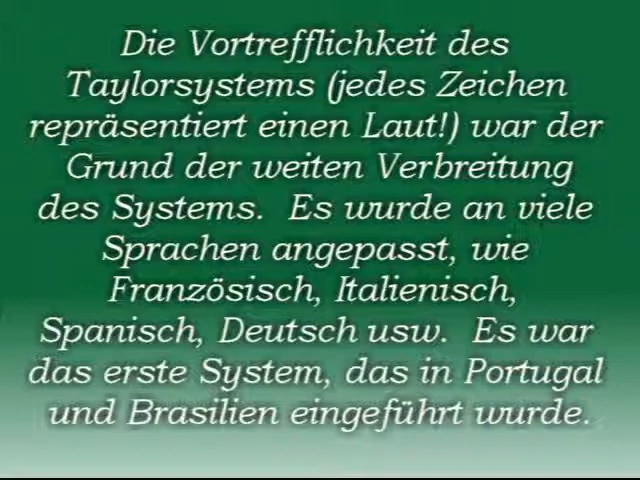 Die Vortrefflichkeit des
Taylorsystems (jedes Zeichen
repräsentiert einen Laut!) war der
Grund der weiten Verbreitung
des Systems.  Es wurde an viele
Sprachen angepasst, wie
Französisch, Italienisch,
Spanisch, Deutsch usw.  Es war
das erste System, das in Portugal
und Brasilien eingeführt wurde.